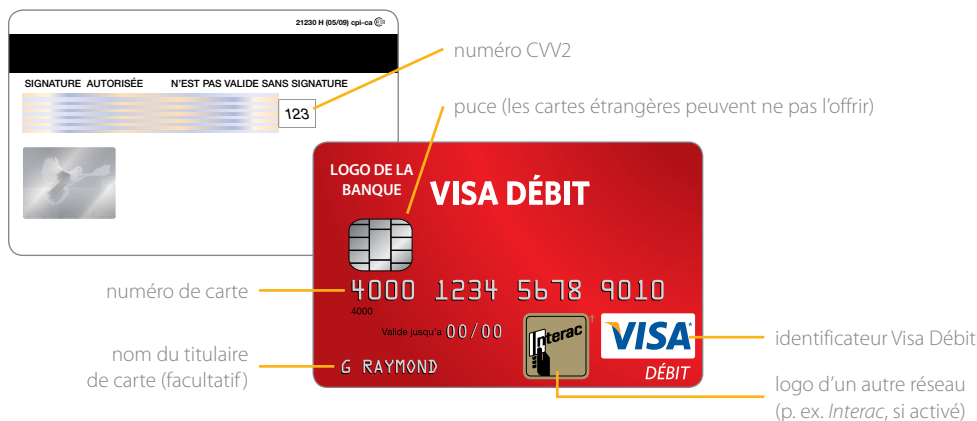 21230 H (05/09) cpi-ca
SIGNATURE AUTORISÉE N'EST PAS VALIDE SANS SIGNATURE
123
numéro CVV2
puce (les cartes étrangères peuvent ne pas l'offrir)
LOGO DE LA
BANQUE
VISA DÉBIT
numéro de carte
4000 1234 5678 9010
4000
Valide jusqu'a 00/00
nom du titulaire
de carte (facultatif)
G RAYMOND
Interac
†
VISA
DÉBIT
identificateur Visa Débit
logo d'un autre réseau
(p. ex. Interac, si activé)